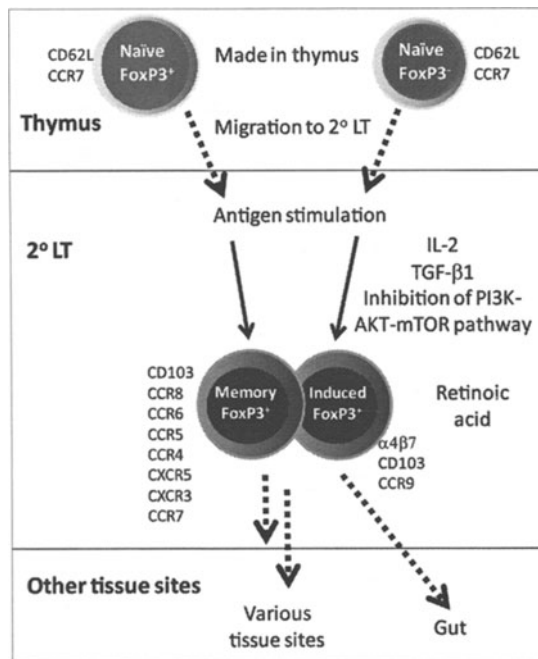 Naïve
FoxP3⁺
CD62L
CCR7
Made in thymus
Naïve
FoxP3⁻
CD62L
CCR7
Thymus
Migration to 2° LT
Antigen stimulation
2° LT
IL-2
TGF-β1
Inhibition of PI3K-
AKT-mTOR pathway
CD103
CCR8
CCR6
CCR5
CCR4
CXCR5
CXCR3
CCR7
Memory
FoxP3⁺
Induced
FoxP3⁺
Retinoic
acid
α4β7
CD103
CCR9
Other tissue sites
Various
tissue sites
Gut